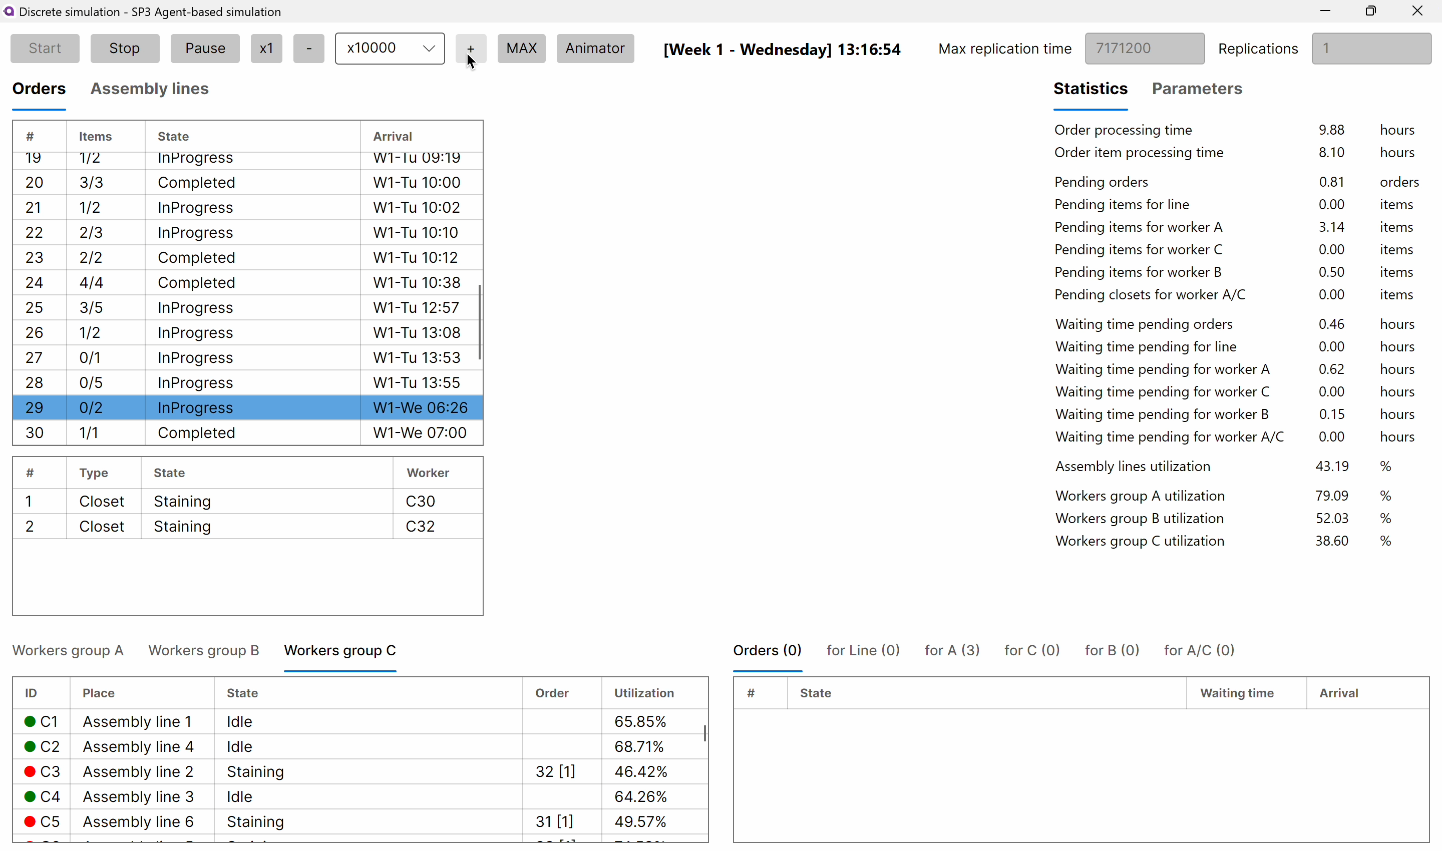 Discrete simulation - SP3 Agent-based simulation
Start Stop Pause x1 - x10000 + MAX Animator [Week 1 - Wednesday] 13:16:54 Max replication time 7171200 Replications 1
Orders Assembly lines
# Items State Arrival
19 1/2 InProgress W1-Tu 09:19
20 3/3 Completed W1-Tu 10:00
21 1/2 InProgress W1-Tu 10:02
22 2/3 InProgress W1-Tu 10:10
23 2/2 Completed W1-Tu 10:12
24 4/4 Completed W1-Tu 10:38
25 3/5 InProgress W1-Tu 12:57
26 1/2 InProgress W1-Tu 13:08
27 0/1 InProgress W1-Tu 13:53
28 0/5 InProgress W1-Tu 13:55
29 0/2 InProgress W1-We 06:26
30 1/1 Completed W1-We 07:00
# Type State Worker
1 Closet Staining C30
2 Closet Staining C32
Statistics Parameters
Order processing time 9.88 hours
Order item processing time 8.10 hours
Pending orders 0.81 orders
Pending items for line 0.00 items
Pending items for worker A 3.14 items
Pending items for worker C 0.00 items
Pending items for worker B 0.50 items
Pending closets for worker A/C 0.00 items
Waiting time pending orders 0.46 hours
Waiting time pending for line 0.00 hours
Waiting time pending for worker A 0.62 hours
Waiting time pending for worker C 0.00 hours
Waiting time pending for worker B 0.15 hours
Waiting time pending for worker A/C 0.00 hours
Assembly lines utilization 43.19 %
Workers group A utilization 79.09 %
Workers group B utilization 52.03 %
Workers group C utilization 38.60 %
Workers group A Workers group B Workers group C
ID Place State Order Utilization
C1 Assembly line 1 Idle 65.85%
C2 Assembly line 4 Idle 68.71%
C3 Assembly line 2 Staining 32 [1] 46.42%
C4 Assembly line 3 Idle 64.26%
C5 Assembly line 6 Staining 31 [1] 49.57%
Orders (0) for Line (0) for A (3) for C (0) for B (0) for A/C (0)
# State Waiting time Arrival